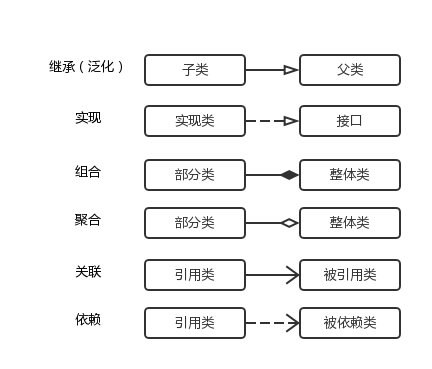 继承（泛化） 子类 父类
实现 实现类 接口
组合 部分类 整体类
聚合 部分类 整体类
关联 引用类 被引用类
依赖 引用类 被依赖类